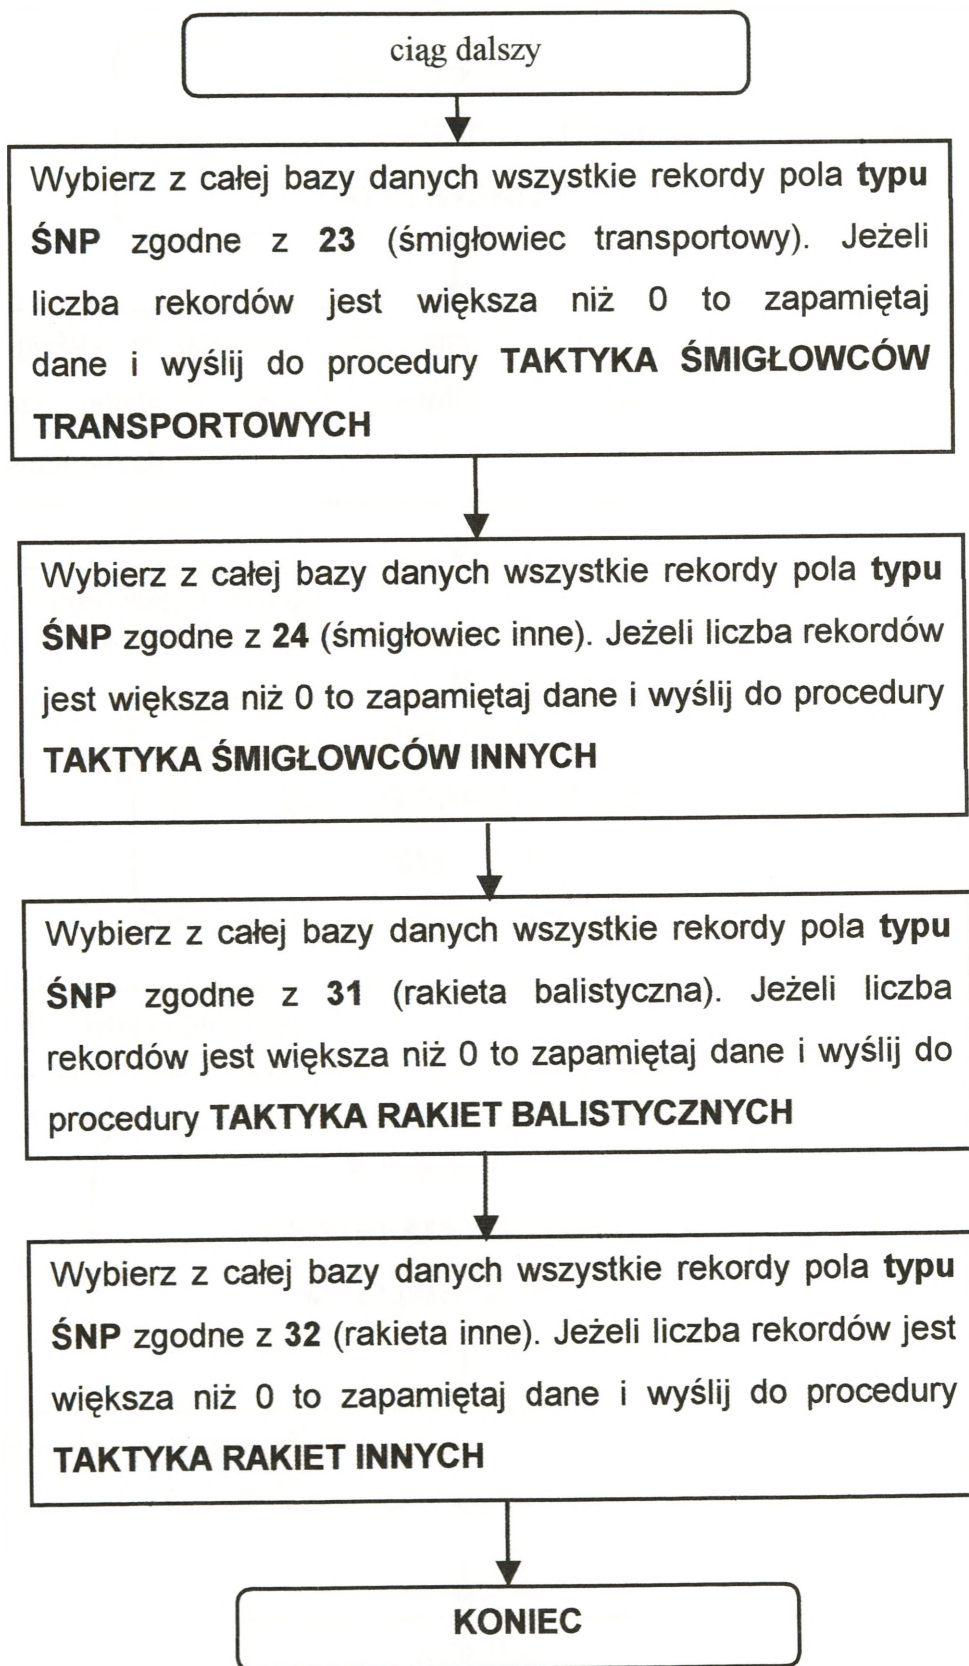 ciąg dalszy
Wybierz z całej bazy danych wszystkie rekordy pola typu
ŚNP zgodne z 23 (śmigłowiec transportowy). Jeżeli
liczba rekordów jest większa niż 0 to zapamiętaj
dane i wyślij do procedury TAKTYKA ŚMIGŁOWCÓW
TRANSPORTOWYCH
Wybierz z całej bazy danych wszystkie rekordy pola typu
ŚNP zgodne z 24 (śmigłowiec inne). Jeżeli liczba rekordów
jest większa niż 0 to zapamiętaj dane i wyślij do procedury
TAKTYKA ŚMIGŁOWCÓW INNYCH
Wybierz z całej bazy danych wszystkie rekordy pola typu
ŚNP zgodne z 31 (rakieta balistyczna). Jeżeli liczba
rekordów jest większa niż 0 to zapamiętaj dane i wyślij do
procedury TAKTYKA RAKIET BALISTYCZNYCH
Wybierz z całej bazy danych wszystkie rekordy pola typu
ŚNP zgodne z 32 (rakieta inne). Jeżeli liczba rekordów jest
większa niż 0 to zapamiętaj dane i wyślij do procedury
TAKTYKA RAKIET INNYCH
KONIEC